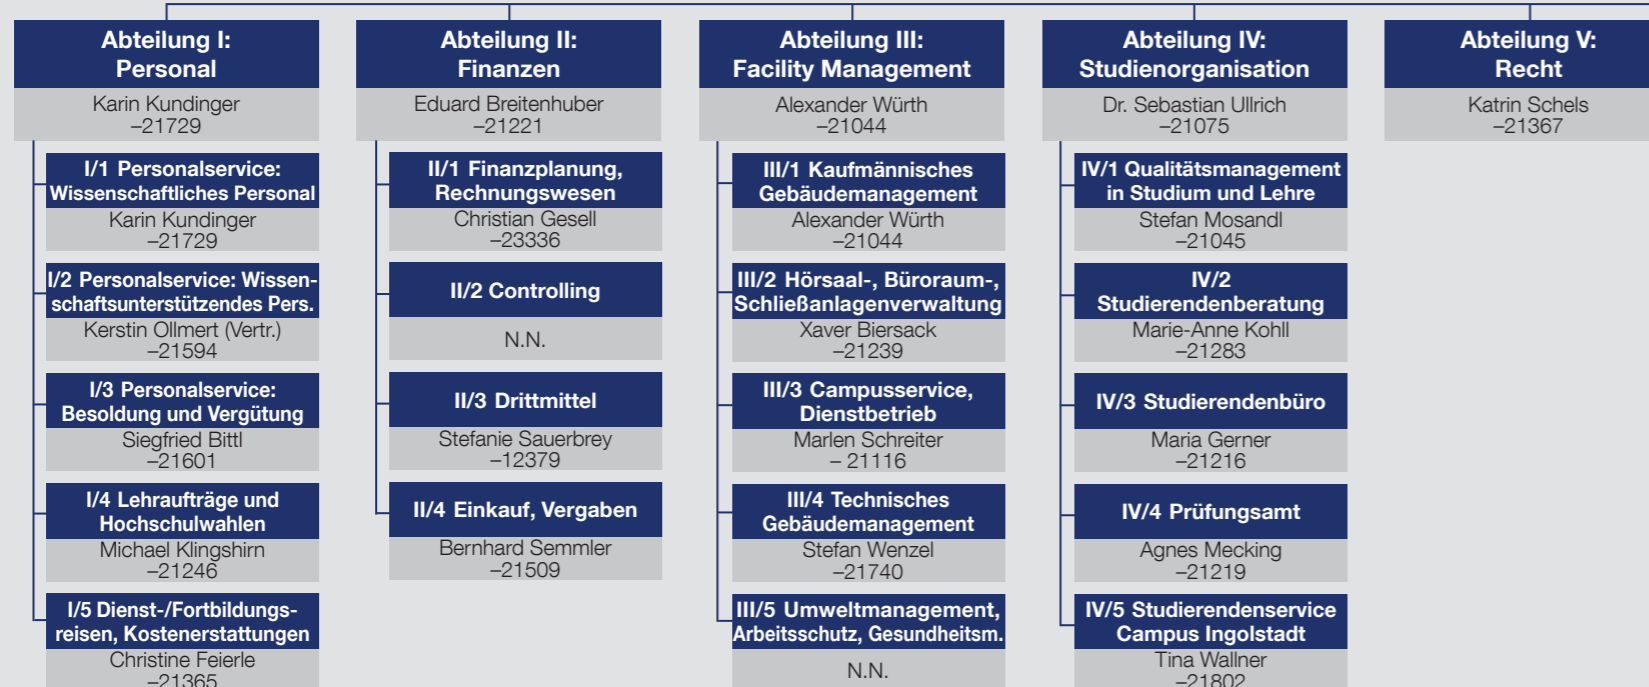 Abteilung I:
Personal
Karin Kundinger
–21729
I/1 Personalservice:
Wissenschaftliches Personal
Karin Kundinger
–21729
I/2 Personalservice: Wissen-
schaftsunterstützendes Pers.
Kerstin Ollmert (Vertr.)
–21594
I/3 Personalservice:
Besoldung und Vergütung
Siegfried Bittl
–21601
I/4 Lehraufträge und
Hochschulwahlen
Michael Klingshirn
–21246
I/5 Dienst-/Fortbildungs-
reisen, Kostenerstattungen
Christine Feierle
–21365
Abteilung II:
Finanzen
Eduard Breitenhuber
–21221
II/1 Finanzplanung,
Rechnungswesen
Christian Gesell
–23336
II/2 Controlling
N.N.
II/3 Drittmittel
Stefanie Sauerbrey
–12379
II/4 Einkauf, Vergaben
Bernhard Semmler
–21509
Abteilung III:
Facility Management
Alexander Würth
–21044
III/1 Kaufmännisches
Gebäudemanagement
Alexander Würth
–21044
III/2 Hörsaal-, Büroraum-,
Schließanlagenverwaltung
Xaver Biersack
–21239
III/3 Campusservice,
Dienstbetrieb
Marlen Schreiter
– 21116
III/4 Technisches
Gebäudemanagement
Stefan Wenzel
–21740
III/5 Umweltmanagement,
Arbeitsschutz, Gesundheitsm.
N.N.
Abteilung IV:
Studienorganisation
Dr. Sebastian Ullrich
–21075
IV/1 Qualitätsmanagement
in Studium und Lehre
Stefan Mosandl
–21045
IV/2
Studierendenberatung
Marie-Anne Kohll
–21283
IV/3 Studierendenbüro
Maria Gerner
–21216
IV/4 Prüfungsamt
Agnes Mecking
–21219
IV/5 Studierendenservice
Campus Ingolstadt
Tina Wallner
–21802
Abteilung V:
Recht
Katrin Schels
–21367